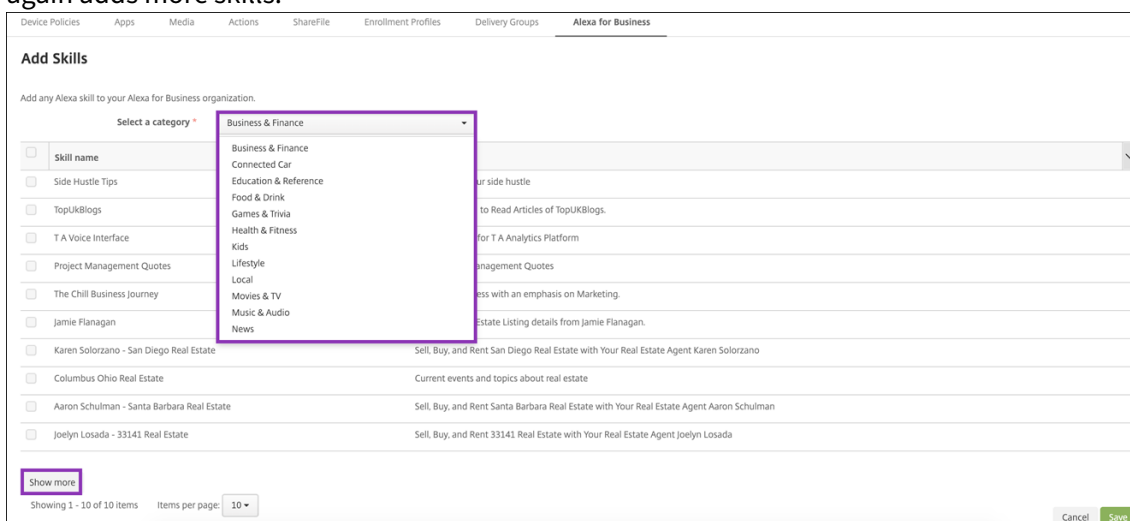 again adds more skills.
Device Policies Apps Media Actions ShareFile Enrollment Profiles Delivery Groups Alexa for Business
Add Skills
Add any Alexa skill to your Alexa for Business organization.
Select a category * Business & Finance
Business & Finance
Connected Car
Education & Reference
Food & Drink
Games & Trivia
Health & Fitness
Kids
Lifestyle
Local
Movies & TV
Music & Audio
News
Skill name
Side Hustle Tips ur side hustle
TopUkBlogs to Read Articles of TopUKBlogs.
T A Voice Interface for T A Analytics Platform
Project Management Quotes anagement Quotes
The Chill Business Journey ess with an emphasis on Marketing.
Jamie Flanagan Estate Listing details from Jamie Flanagan.
Karen Solorzano - San Diego Real Estate Sell, Buy, and Rent San Diego Real Estate with Your Real Estate Agent Karen Solorzano
Columbus Ohio Real Estate Current events and topics about real estate
Aaron Schulman - Santa Barbara Real Estate Sell, Buy, and Rent Santa Barbara Real Estate with Your Real Estate Agent Aaron Schulman
Joelyn Losada - 33141 Real Estate Sell, Buy, and Rent 33141 Real Estate with Your Real Estate Agent Joelyn Losada
Show more
Showing 1 - 10 of 10 items Items per page: 10
Cancel Save